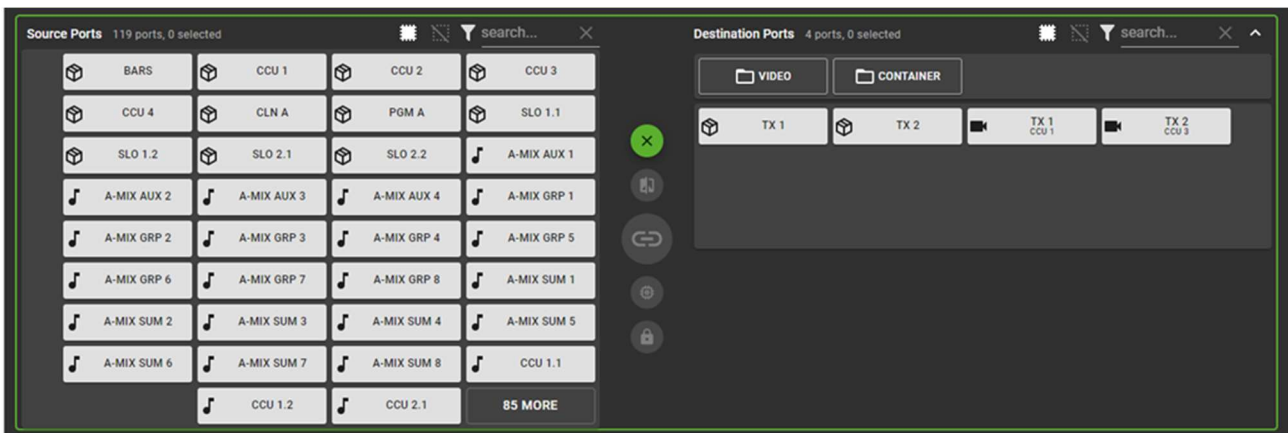 Source Ports 119 ports, 0 selected search...
BARS CCU 1 CCU 2 CCU 3
CCU 4 CLN A PGM A SLO 1.1
SLO 1.2 SLO 2.1 SLO 2.2 A-MIX AUX 1
A-MIX AUX 2 A-MIX AUX 3 A-MIX AUX 4 A-MIX GRP 1
A-MIX GRP 2 A-MIX GRP 3 A-MIX GRP 4 A-MIX GRP 5
A-MIX GRP 6 A-MIX GRP 7 A-MIX GRP 8 A-MIX SUM 1
A-MIX SUM 2 A-MIX SUM 3 A-MIX SUM 4 A-MIX SUM 5
A-MIX SUM 6 A-MIX SUM 7 A-MIX SUM 8 CCU 1.1
CCU 1.2 CCU 2.1 85 MORE
Destination Ports 4 ports, 0 selected search...
VIDEO CONTAINER
TX 1 TX 2 TX 1 TX 2
CCU 1 CCU 3